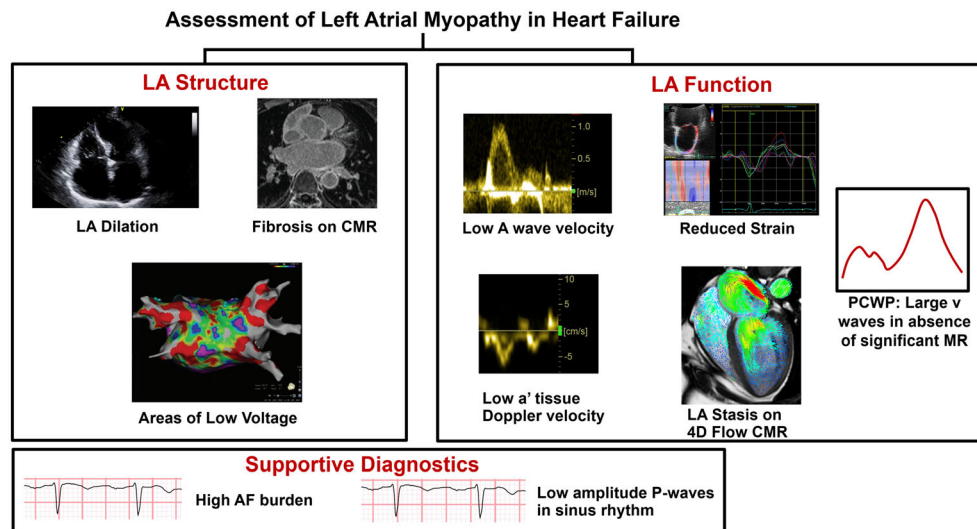 Assessment of Left Atrial Myopathy in Heart Failure
LA Structure
LA Dilation
Fibrosis on CMR
Areas of Low Voltage
LA Function
1.0
0.5
[m/s]
Low A wave velocity
Reduced Strain
10
5
[cm/s]
-5
Low a' tissue
Doppler velocity
LA Stasis on
4D Flow CMR
PCWP: Large v
waves in absence
of significant MR
Supportive Diagnostics
High AF burden
Low amplitude P-waves
in sinus rhythm